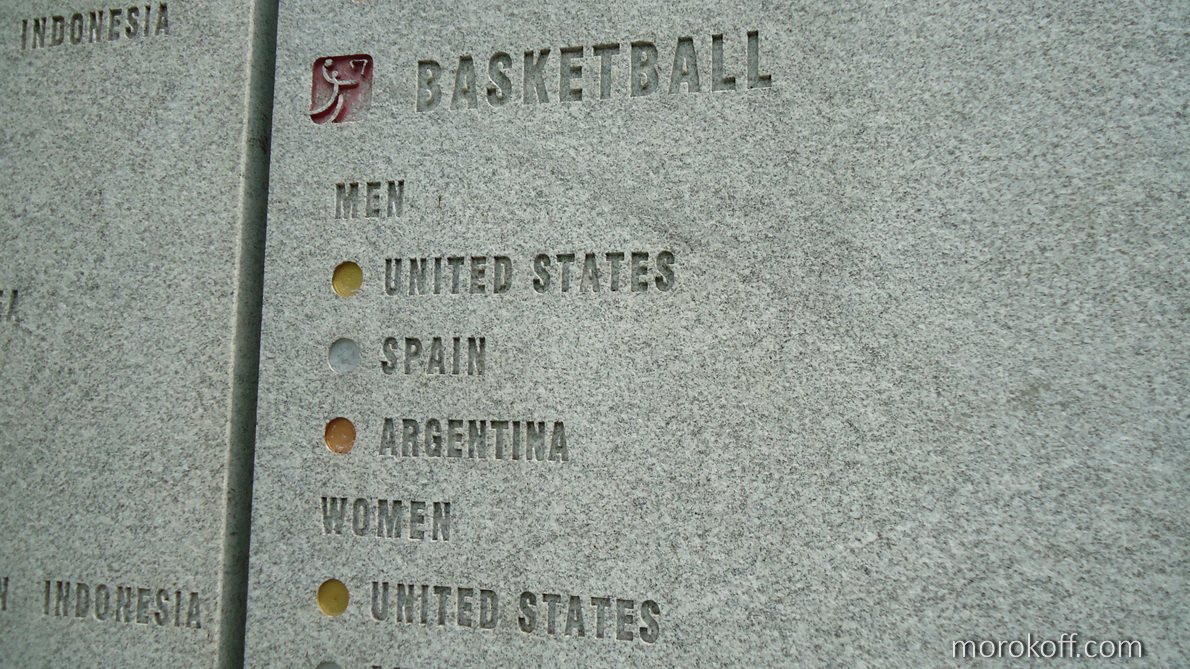 INDONESIA
INDONESIA
BASKETBALL
MEN
UNITED STATES
SPAIN
ARGENTINA
WOMEN
UNITED STATES
morokoff.com